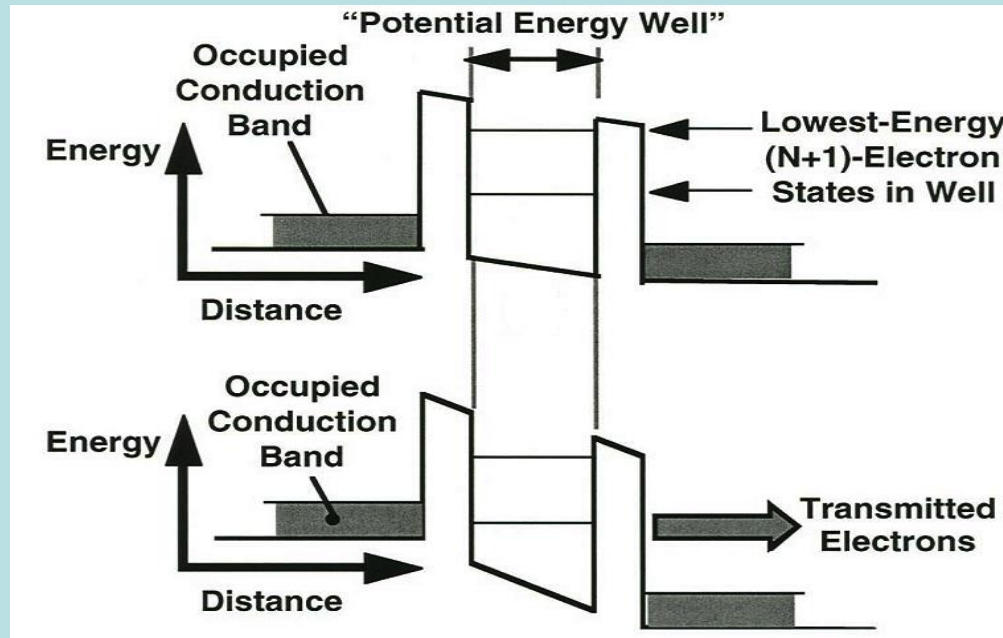 “Potential Energy Well”
Occupied
Conduction
Band
Energy
Distance
Lowest-Energy
(N+1)-Electron
States in Well
Occupied
Conduction
Band
Energy
Distance
Transmitted
Electrons